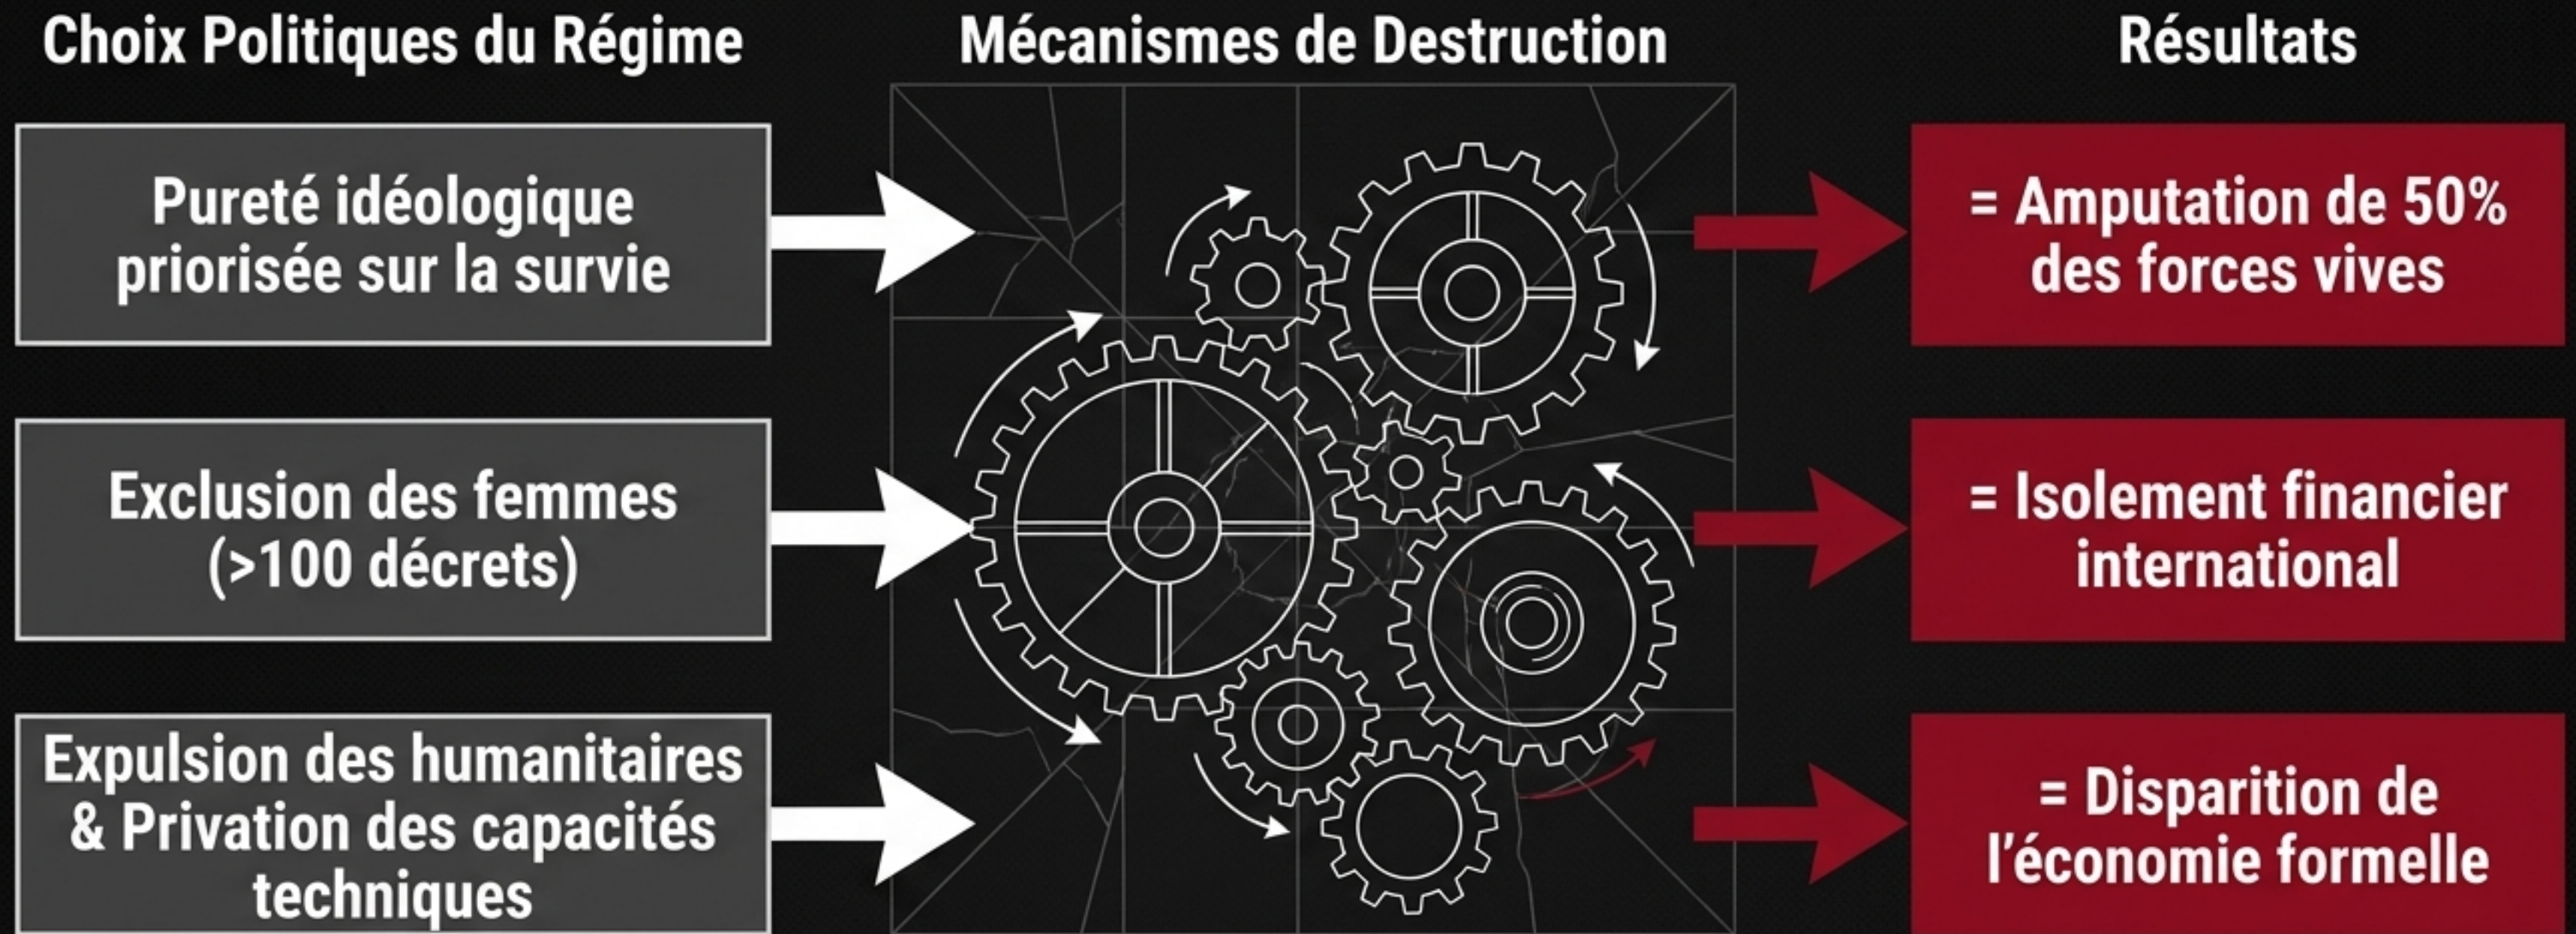 Choix Politiques du Régime
Mécanismes de Destruction
Résultats
Pureté idéologique
priorisée sur la survie
= Amputation de 50%
des forces vives
Exclusion des femmes
(>100 décrets)
= Isolement financier
international
Expulsion des humanitaires
& Privation des capacités
techniques
= Disparition de
l'économie formelle